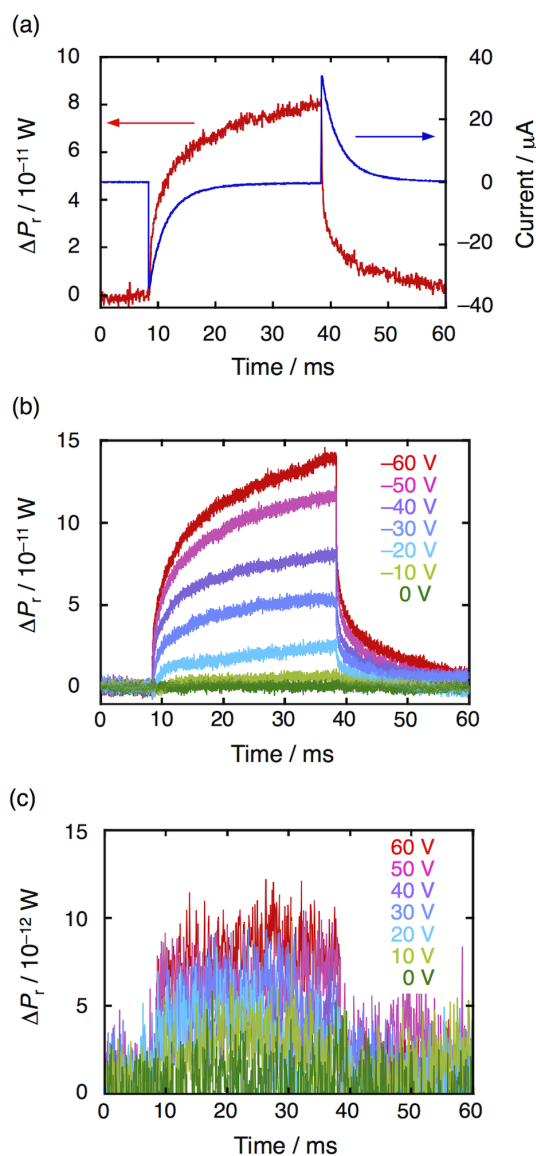 (a)
10
8
6
4
2
0
ΔPr / 10⁻¹¹ W
40
20
0
−20
−40
Current / μA
0 10 20 30 40 50 60
Time / ms
(b)
15
10
5
0
ΔPr / 10⁻¹¹ W
−60 V
−50 V
−40 V
−30 V
−20 V
−10 V
0 V
0 10 20 30 40 50 60
Time / ms
(c)
15
10
5
0
ΔPr / 10⁻¹² W
60 V
50 V
40 V
30 V
20 V
10 V
0 V
0 10 20 30 40 50 60
Time / ms